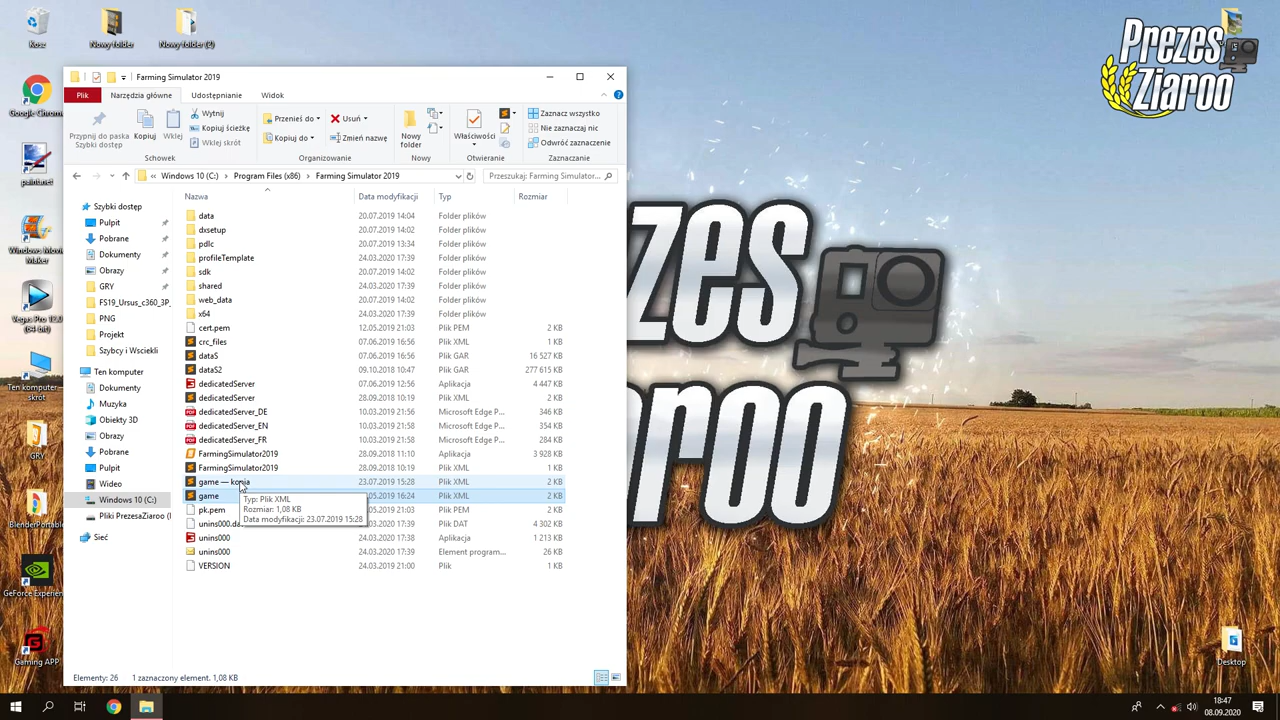 Kosz
Nowy folder
Nowy folder (2)
Prezes
Ziaroo
Google Chrome
paint.net
Windows Movie
Maker
Vegas Pro
(64 bit)
Ten komputer —
skrót
GRY
BlenderPortable
GeForce Experien
Gaming APP
Desktop
Farming Simulator 2019
Plik
Narzędzia główne
Udostępnianie
Widok
Przypnij do paska
Szybki dostęp
Kopiuj
Wklej
Wytnij
Kopiuj ścieżkę
Wklej skrót
Schowek
Przenieś do
Kopiuj do
Usuń
Zmień nazwę
Organizowanie
Nowy
folder
Nowy
Właściwości
Otwieranie
Zaznacz wszystko
Nie zaznaczaj nic
Odwróć zaznaczenie
Zaznaczanie
« Windows 10 (C:) > Program Files (x86) > Farming Simulator 2019
Przeszukaj: Farming Simulator...
Nazwa Data modyfikacji Typ Rozmiar
Szybki dostęp
Pulpit
Pobrane
Dokumenty
Obrazy
GRY
FS19_Ursus_c360_3P_
PNG
Projekt
Szybcy i Wsciekli
Ten komputer
Dokumenty
Muzyka
Obiekty 3D
Obrazy
Pobrane
Pulpit
Wideo
Windows 10 (C:)
Pliki PrezesaZiaroo (
Sieć
data 20.07.2019 14:04 Folder plików
dxsetup 20.07.2019 14:02 Folder plików
pdlc 20.07.2019 13:34 Folder plików
profileTemplate 24.03.2020 17:39 Folder plików
sdk 20.07.2019 14:02 Folder plików
shared 24.03.2020 17:39 Folder plików
web_data 20.07.2019 14:02 Folder plików
x64 24.03.2020 17:39 Folder plików
cert.pem 12.05.2019 21:03 Plik PEM 2 KB
crc_files 07.06.2019 16:56 Plik XML 1 KB
dataS 07.06.2019 16:56 Plik GAR 16 527 KB
dataS2 09.10.2018 10:47 Plik GAR 277 615 KB
dedicatedServer 07.06.2019 12:56 Aplikacja 4 447 KB
dedicatedServer 28.09.2018 10:19 Plik XML 1 KB
dedicatedServer_DE 10.03.2019 21:56 Microsoft Edge P... 346 KB
dedicatedServer_EN 10.03.2019 21:58 Microsoft Edge P... 354 KB
dedicatedServer_FR 10.03.2019 21:58 Microsoft Edge P... 284 KB
FarmingSimulator2019 28.09.2018 11:10 Aplikacja 3 928 KB
FarmingSimulator2019 28.09.2018 10:19 Plik XML 1 KB
game — kopia 23.07.2019 15:28 Plik XML 2 KB
game .05.2019 16:24 Plik XML 2 KB
pk.pem .05.2019 21:03 Plik PEM 2 KB
unins000.da .03.2020 17:39 Plik DAT 4 302 KB
unins000 24.03.2020 17:38 Aplikacja 1 397 KB
unins000 24.03.2020 17:39 Element program... 26 KB
VERSION 24.03.2019 21:00 Plik 1 KB
Typ: Plik XML
Rozmiar: 1,08 KB
Data modyfikacji: 23.07.2019 15:28
Elementy: 26 1 zaznaczony element. 1,08 KB
zes
iaroo
18:47
08.09.2020